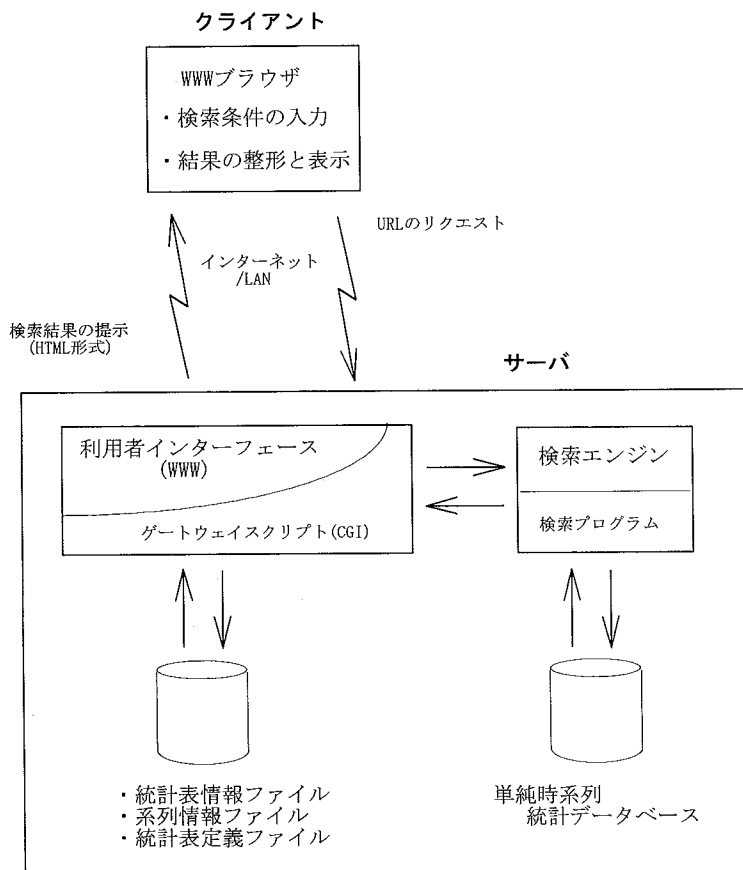 クライアント
WWWブラウザ
・検索条件の入力
・結果の整形と表示
URLのリクエスト
インターネット
/LAN
検索結果の提示
(HTML形式)
サーバ
利用者インターフェース
(WWW)
ゲートウェイスクリプト(CGI)
検索エンジン
検索プログラム
・統計表情報ファイル
・系列情報ファイル
・統計表定義ファイル
単純時系列
統計データベース